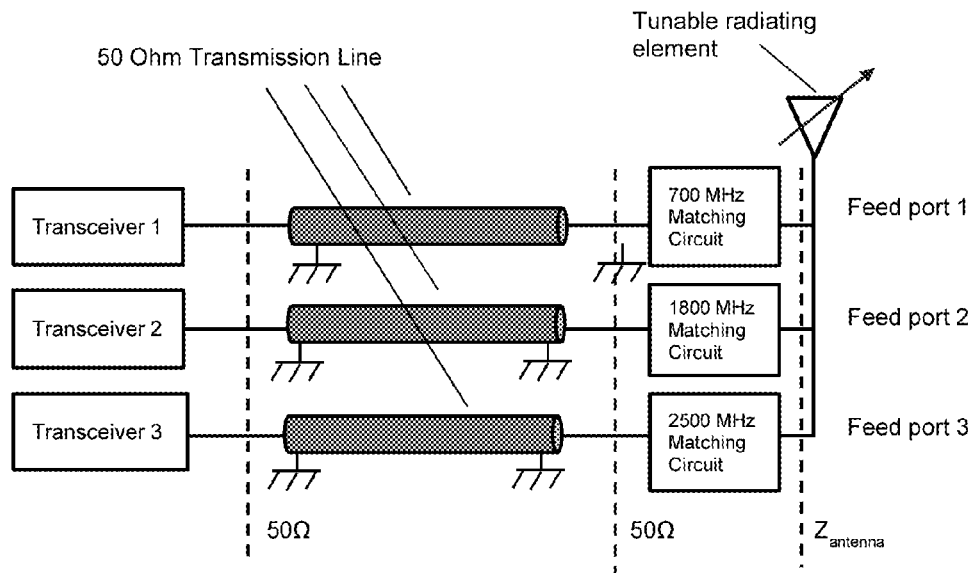 Tunable radiating
element
50 Ohm Transmission Line
Transceiver 1
700 MHz
Matching
Circuit
Feed port 1
Transceiver 2
1800 MHz
Matching
Circuit
Feed port 2
Transceiver 3
2500 MHz
Matching
Circuit
Feed port 3
50Ω
50Ω
Zantenna